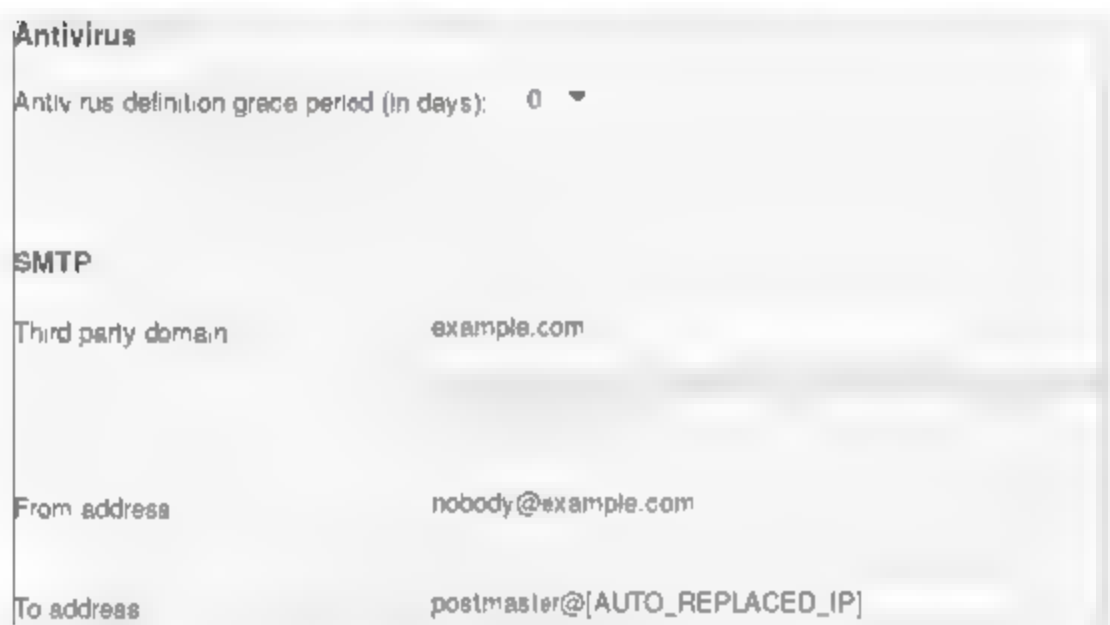 Antivirus
Antivirus definition grace period (in days): 0
SMTP
Third party domain example.com
From address nobody@example.com
To address postmaster@[AUTO_REPLACED_IP]